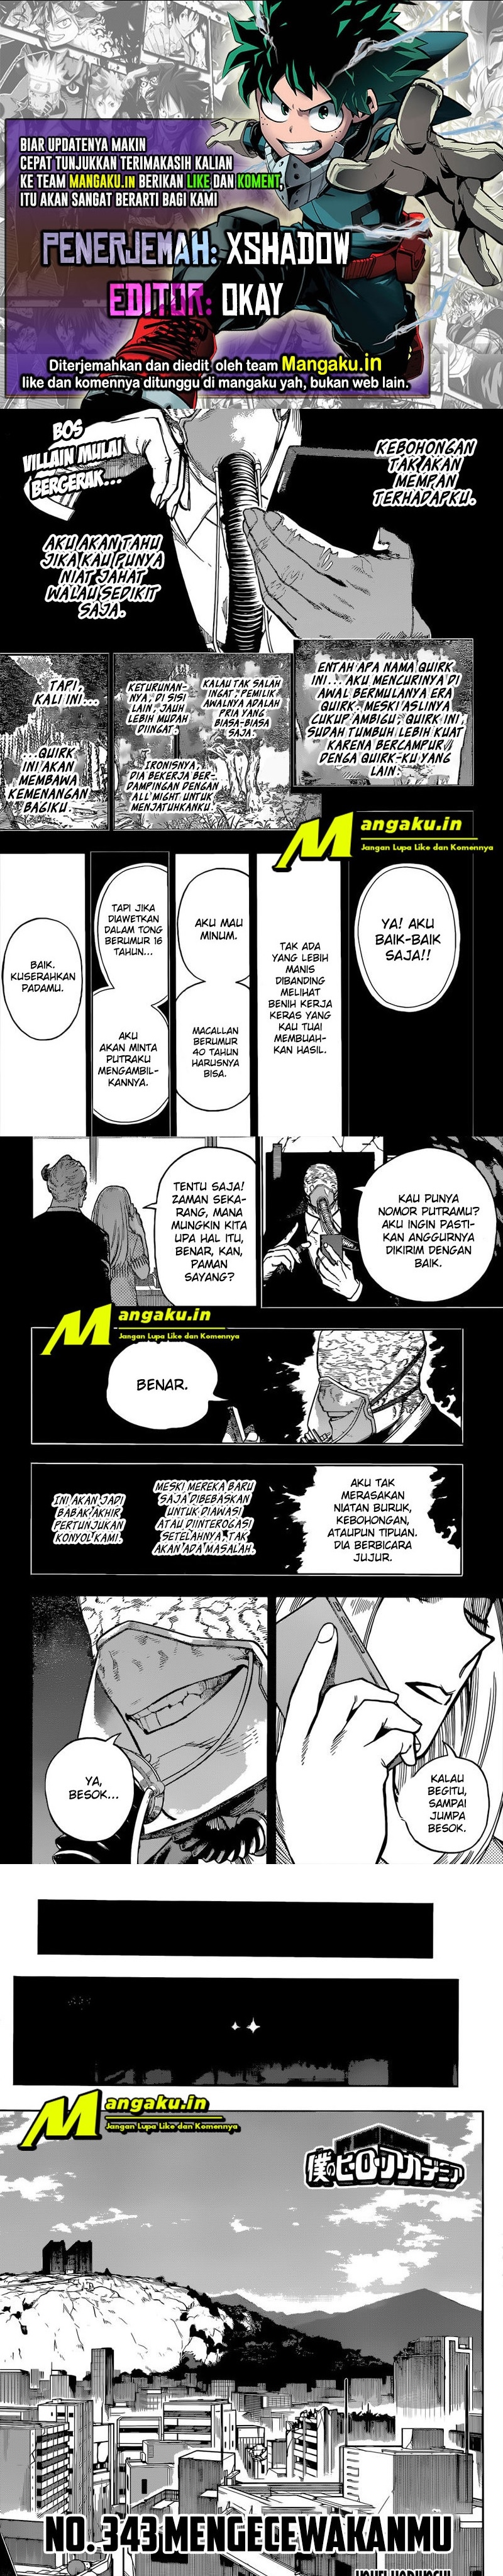 BIAR UPDATENYA MAKIN
CEPAT TUNJUKKAN TERIMAKASIH KALIAN
KE TEAM MANGAKU.IN BERIKAN LIKE DAN KOMENT,
ITU AKAN SANGAT BERARTI BAGI KAMI
PENERJEMAH: XSHADOW
EDITOR: OKAY
Diterjemahkan dan diedit oleh team Mangaku.in
like dan komennya ditunggu di mangaku yah, bukan web lain.
BOS
VILLAIN MULAI
BERGERAK...
KEBOHONGAN
TAK AKAN
MEMPAN
TERHADAPKU.
AKU AKAN TAHU
JIKA KAU PUNYA
NIAT JAHAT
WALAU SEDIKIT
SAJA.
ENTAH APA NAMA QUIRK
INI... AKU MENCURINYA DI
AWAL BERMULANYA ERA
QUIRK, MESKI ASLINYA
CUKUP AMBIGU, QUIRK INI
SUDAH TUMBUH LEBIH KUAT
KARENA BERCAMPUR
DENGA QUIRK-KU YANG
LAIN.
KALAU TAK SALAH
INGAT, PEMILIK
AWALNYA ADALAH
PRIA YANG
BIASA-BIASA
SAJA.
KETURUNAN-
NYA, DI SISI
LAIN, JAUH
LEBIH MUDAH
DIINGAT.
IRONISNYA,
DIA BEKERJA BER-
DAMPINGAN DENGAN
ALL MIGHT UNTUK
MENJATUHKANKU
TAPI,
KALI INI...
QUIRK
INI AKAN
MEMBAWA
KEMENANGAN
BAGIKU.
Mangaku.in
Jangan Lupa Like dan Komennya
YA! AKU
BAIK-BAIK
SAJA!!
TAK ADA
YANG LEBIH
MANIS
DIBANDING
MELIHAT
BENIH KERJA
KERAS YANG
KAU TUAI
MEMBUAH-
KAN HASIL.
AKU MAU
MINUM.
MACALLAN
BERUMUR
40 TAHUN
HARUSNYA
BISA.
TAPI JIKA
DIAWETKAN
DALAM TONG
BERUMUR 16
TAHUN...
AKU
AKAN MINTA
PUTRAKU
MENGAMBIL-
KANNYA.
BAIK.
KUSERAHKAN
PADAMU.
KAU PUNYA
NOMOR PUTRAMU?
AKU INGIN PASTI-
KAN ANGGURNYA
DIKIRIM DENGAN
BAIK.
TENTU SAJA!
ZAMAN SEKA-
RANG, MANA
MUNGKIN KITA
LUPA HAL ITU,
BENAR, KAN,
PAMAN
SAYANG?
Mangaku.in
Jangan Lupa Like dan Komennya
BENAR.
AKU TAK
MERASAKAN
NIATAN BURUK,
KEBOHONGAN,
ATAUPUN TIPUAN.
DIA BERBICARA
JUJUR.
MESKI MEREKA BARU
SAJA DIBEBASKAN
UNTUK DIAWASI
ATAU DIINTEROGASI
SETELAHNYA, TAK
AKAN ADA MASALAH.
INI AKAN JADI
BABAK AKHIR
PERTUNJUKAN
KONYOL KAMI.
KALAU
BEGITU,
SAMPAI
JUMPA
BESOK.
YA,
BESOK...
Mangaku.in
Jangan Lupa Like dan Komennya
僕のヒーローアカデミア
NO. 343 MENGECEWAKANMU